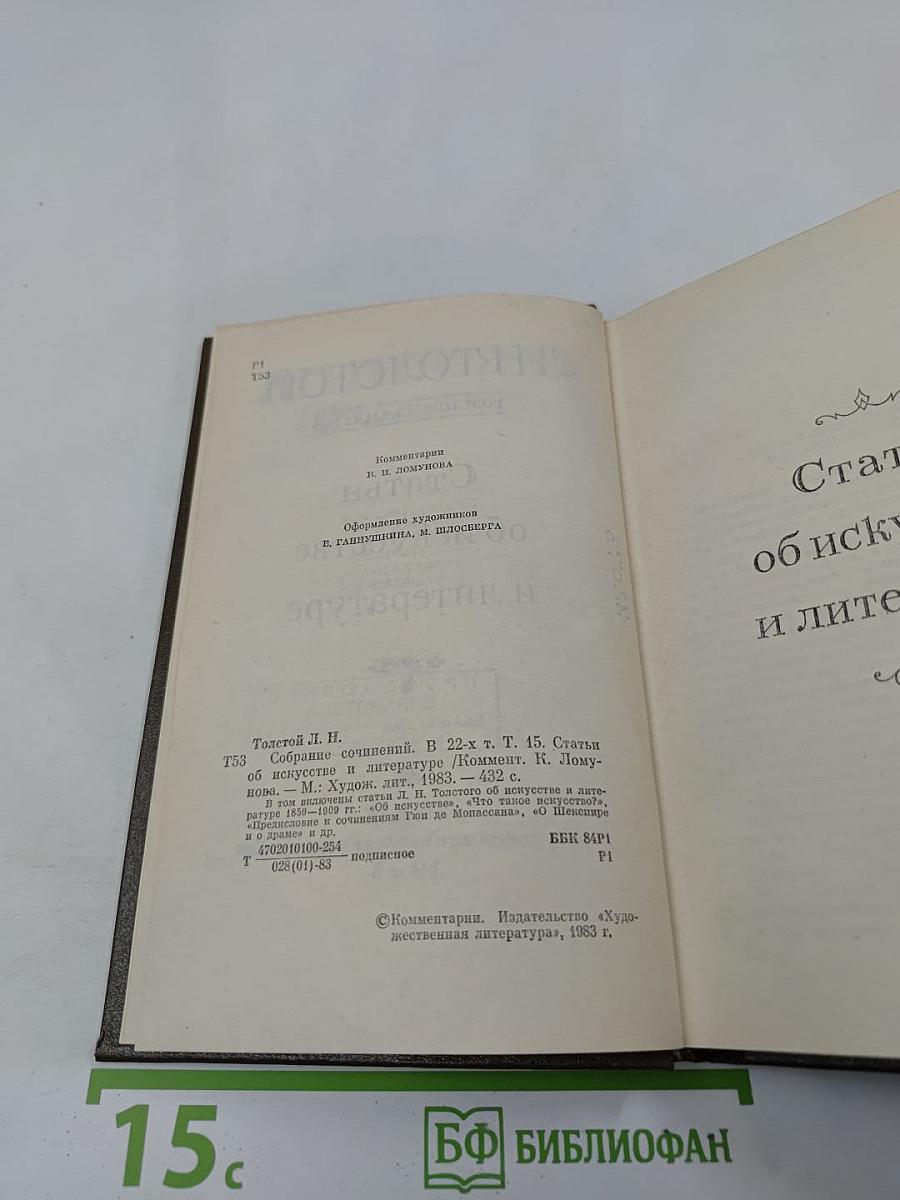 Р1
Т53
Комментарии
К. Н. ЛОМУНОВА
Оформление художников
Е. ГАННУШКИНА, М. ШЛОСБЕРГА
Толстой Л. Н.
Т53 Собрание сочинений. В 22-х т. Т. 15. Статьи
об искусстве и литературе /Коммент. К. Лому-
нова. — М.: Худож. лит., 1983. — 432 с.
В том включены статьи Л. Н. Толстого об искусстве и лите-
ратуре 1859—1909 гг.: «Об искусстве», «Что такое искусство?»,
«Предисловие к сочинениям Гюи де Мопассана», «О Шекспире
и о драме» и др.
Т 4702010100-254 подписное ББК 84Р1
028(01)-83 Р1
©Комментарии. Издательство «Худо-
жественная литература», 1983 г.
Стат
об иску
и лите
15 с
БФ БИБЛИОФАН